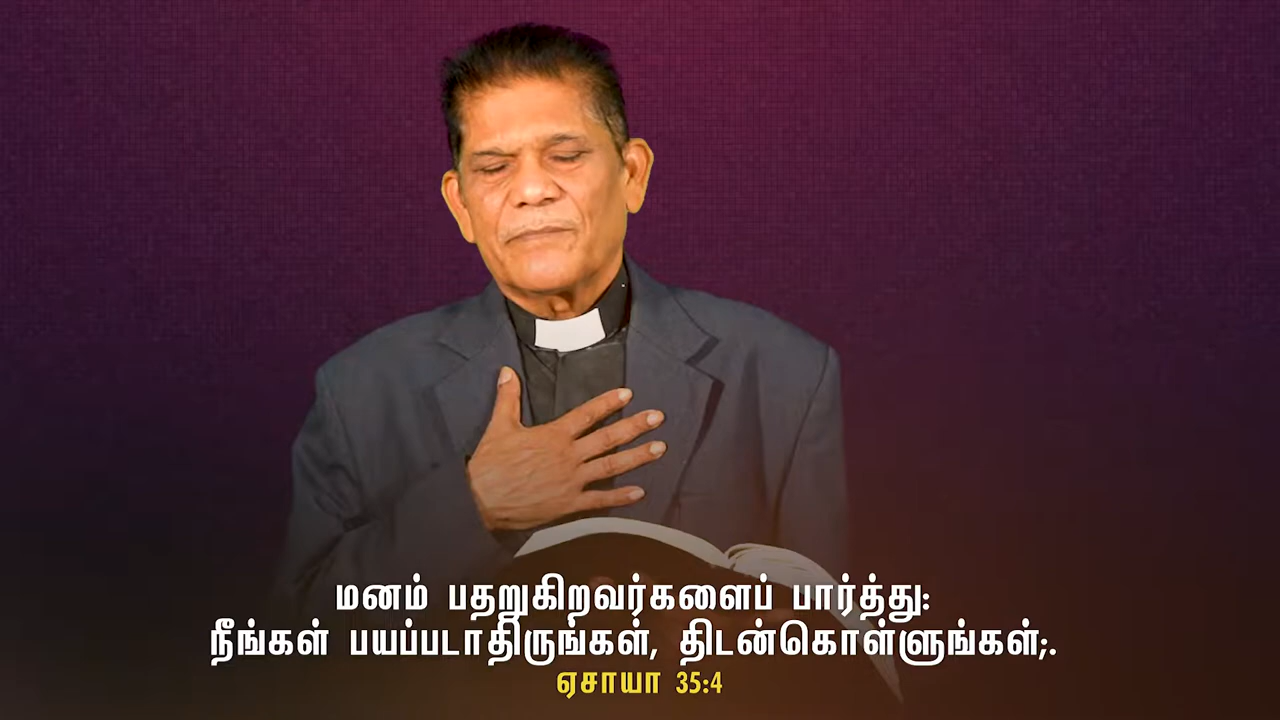 மனம் பதறுகிறவர்களைப் பார்த்து:
நீங்கள் பயப்படாதிருங்கள், திடன்கொள்ளுங்கள்;.
ஏசாயா 35:4